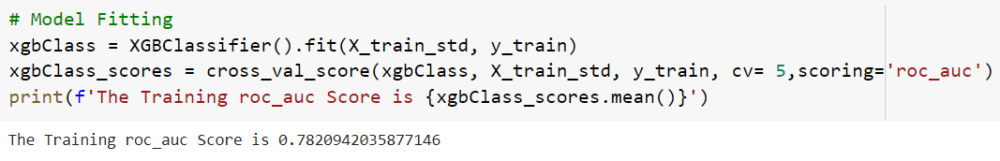 # Model Fitting
xgbClass = XGBClassifier().fit(X_train_std, y_train)
xgbClass_scores = cross_val_score(xgbClass, X_train_std, y_train, cv= 5,scoring='roc_auc')
print(f'The Training roc_auc Score is {xgbClass_scores.mean()}')
The Training roc_auc Score is 0.7820942035877146